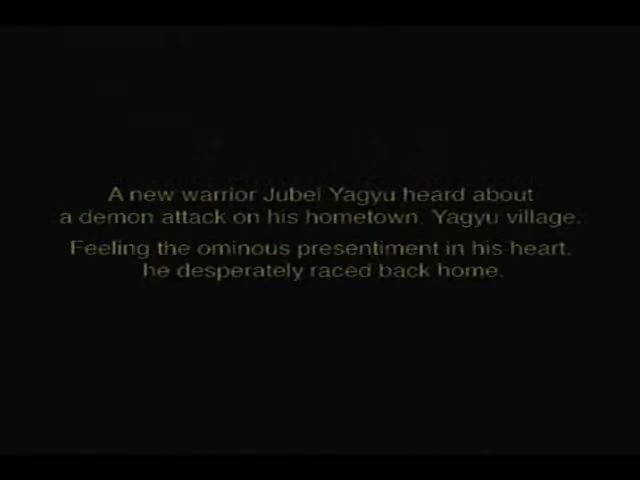 A new warrior Jubei Yagyu heard about
a demon attack on his hometown, Yagyu village.
Feeling the ominous presentiment in his heart,
he desperately raced back home.